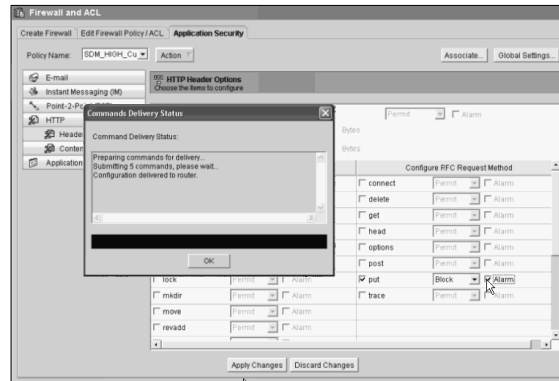 Firewall and ACL
Create Firewall Edit Firewall Policy / ACL Application Security
Policy Name: SDM_HIGH_Cu Action Associate... Global Settings...
E-mail
Instant Messaging (IM)
HTTP
Application
HTTP Header Options
Choose the items to configure
Permit Alarm
Bytes
Bytes
Commands Delivery Status
Command Delivery Status:
Preparing commands for delivery...
Submitting 5 commands, please wait...
Configuration delivered to router.
OK
Configure RFC Request Method
connect Permit Alarm
delete Permit Alarm
get Permit Alarm
head Permit Alarm
options Permit Alarm
post Permit Alarm
lock Permit Alarm put Block Alarm
mkdir Permit Alarm trace Permit Alarm
move Permit Alarm
revadd Permit Alarm
Apply Changes Discard Changes